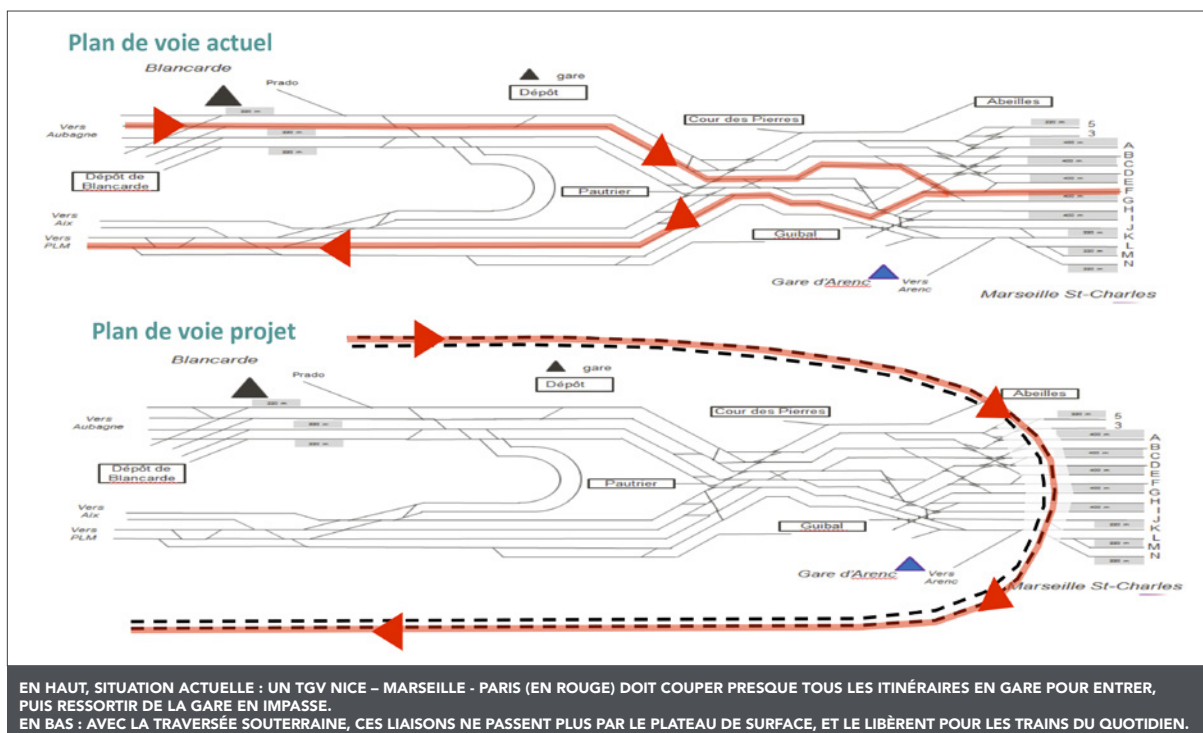 Plan de voie actuel
Blancarde
Prado
gare
Dépôt
Abeilles
Cour des Pierres
Vers
Aubagne
5
3
A
B
C
D
E
F
G
H
I
J
K
L
M
N
Dépôt de
Blancarde
Pautrier
Vers
Aix
Vers
PLM
Guibal
Gare d'Arenc
Vers
Arenc
Marseille St-Charles
Plan de voie projet
Blancarde
Prado
gare
Dépôt
Abeilles
Cour des Pierres
Vers
Aubagne
5
3
A
B
C
D
E
F
G
H
I
J
K
L
M
N
Dépôt de
Blancarde
Pautrier
Vers
Aix
Vers
PLM
Guibal
Gare d'Arenc
Vers
Arenc
Marseille St-Charles
EN HAUT, SITUATION ACTUELLE : UN TGV NICE – MARSEILLE - PARIS (EN ROUGE) DOIT COUPER PRESQUE TOUS LES ITINÉRAIRES EN GARE POUR ENTRER,
PUIS RESSORTIR DE LA GARE EN IMPASSE.
EN BAS : AVEC LA TRAVERSÉE SOUTERRAINE, CES LIAISONS NE PASSENT PLUS PAR LE PLATEAU DE SURFACE, ET LE LIBÈRENT POUR LES TRAINS DU QUOTIDIEN.